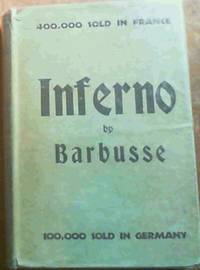 400.000 SOLD IN FRANCE
Inferno
by
Barbusse
100,000 SOLD IN GERMANY